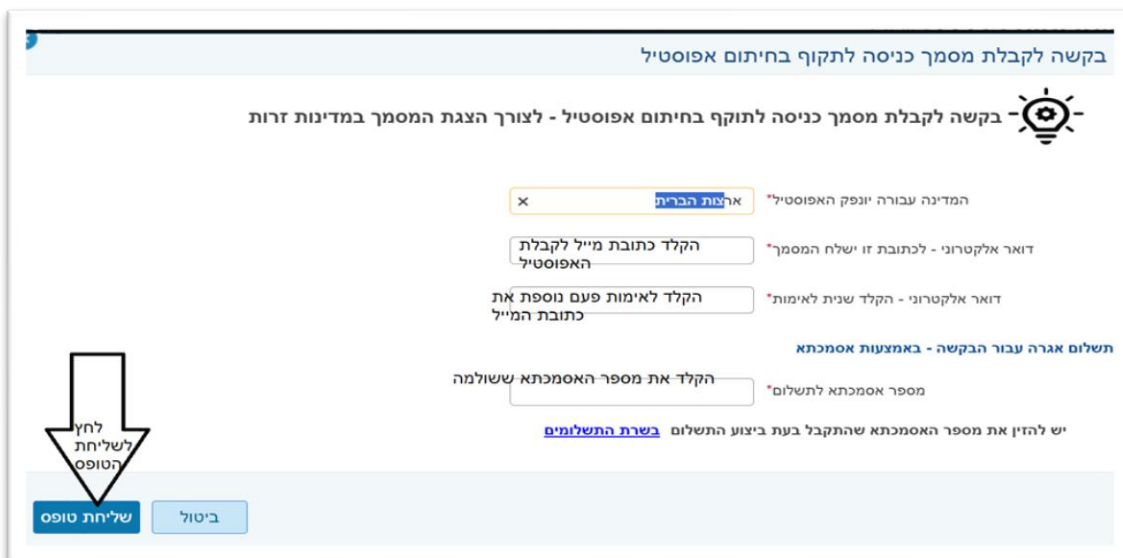 בקשה לקבלת מסמך כניסה לתקוף בחיתום אפוסטיל
בקשה לקבלת מסמך כניסה לתוקף בחיתום אפוסטיל - לצורך הצגת המסמך במדינות זרות
המדינה עבורה יונפק האפוסטיל*
ארצות הברית ×
דואר אלקטרוני - לכתובת זו ישלח המסמך*
הקלד כתובת מייל לקבלת
האפוסטיל
דואר אלקטרוני - הקלד שנית לאימות*
הקלד לאימות פעם נוספת את
כתובת המייל
תשלום אגרה עבור הבקשה - באמצעות אסמכתא
מספר אסמכתא לתשלום*
הקלד את מספר האסמכתא ששולמה
יש להזין את מספר האסמכתא שהתקבל בעת ביצוע התשלום בשרת התשלומים
לחץ
לשליחת
הטופס
ביטול
שליחת טופס